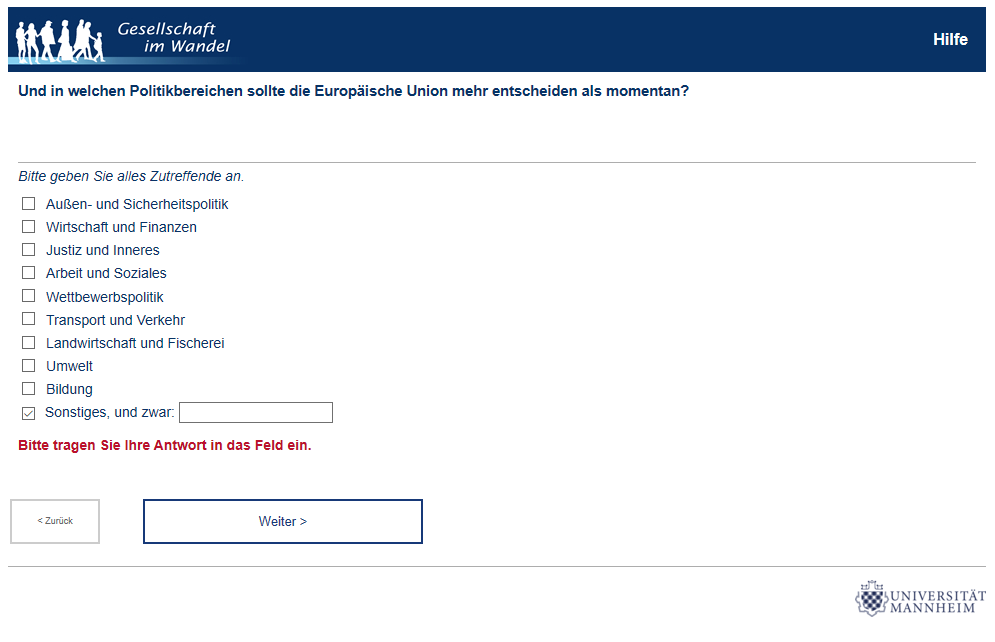 Gesellschaft
im Wandel
Hilfe
Und in welchen Politikbereichen sollte die Europäische Union mehr entscheiden als momentan?
Bitte geben Sie alles Zutreffende an.
Außen- und Sicherheitspolitik
Wirtschaft und Finanzen
Justiz und Inneres
Arbeit und Soziales
Wettbewerbspolitik
Transport und Verkehr
Landwirtschaft und Fischerei
Umwelt
Bildung
Sonstiges, und zwar:
Bitte tragen Sie Ihre Antwort in das Feld ein.
< Zurück
Weiter >
UNIVERSITÄT
MANNHEIM